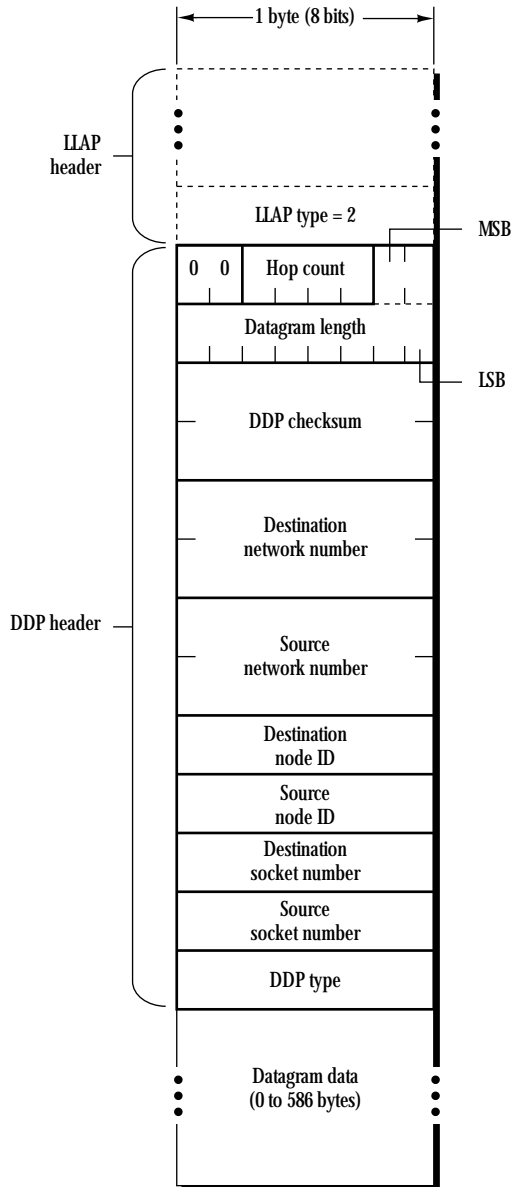 1 byte (8 bits)
LLAP
header
LLAP type = 2
MSB
0 0 Hop count
Datagram length
LSB
DDP checksum
Destination
network number
DDP header
Source
network number
Destination
node ID
Source
node ID
Destination
socket number
Source
socket number
DDP type
Datagram data
(0 to 586 bytes)